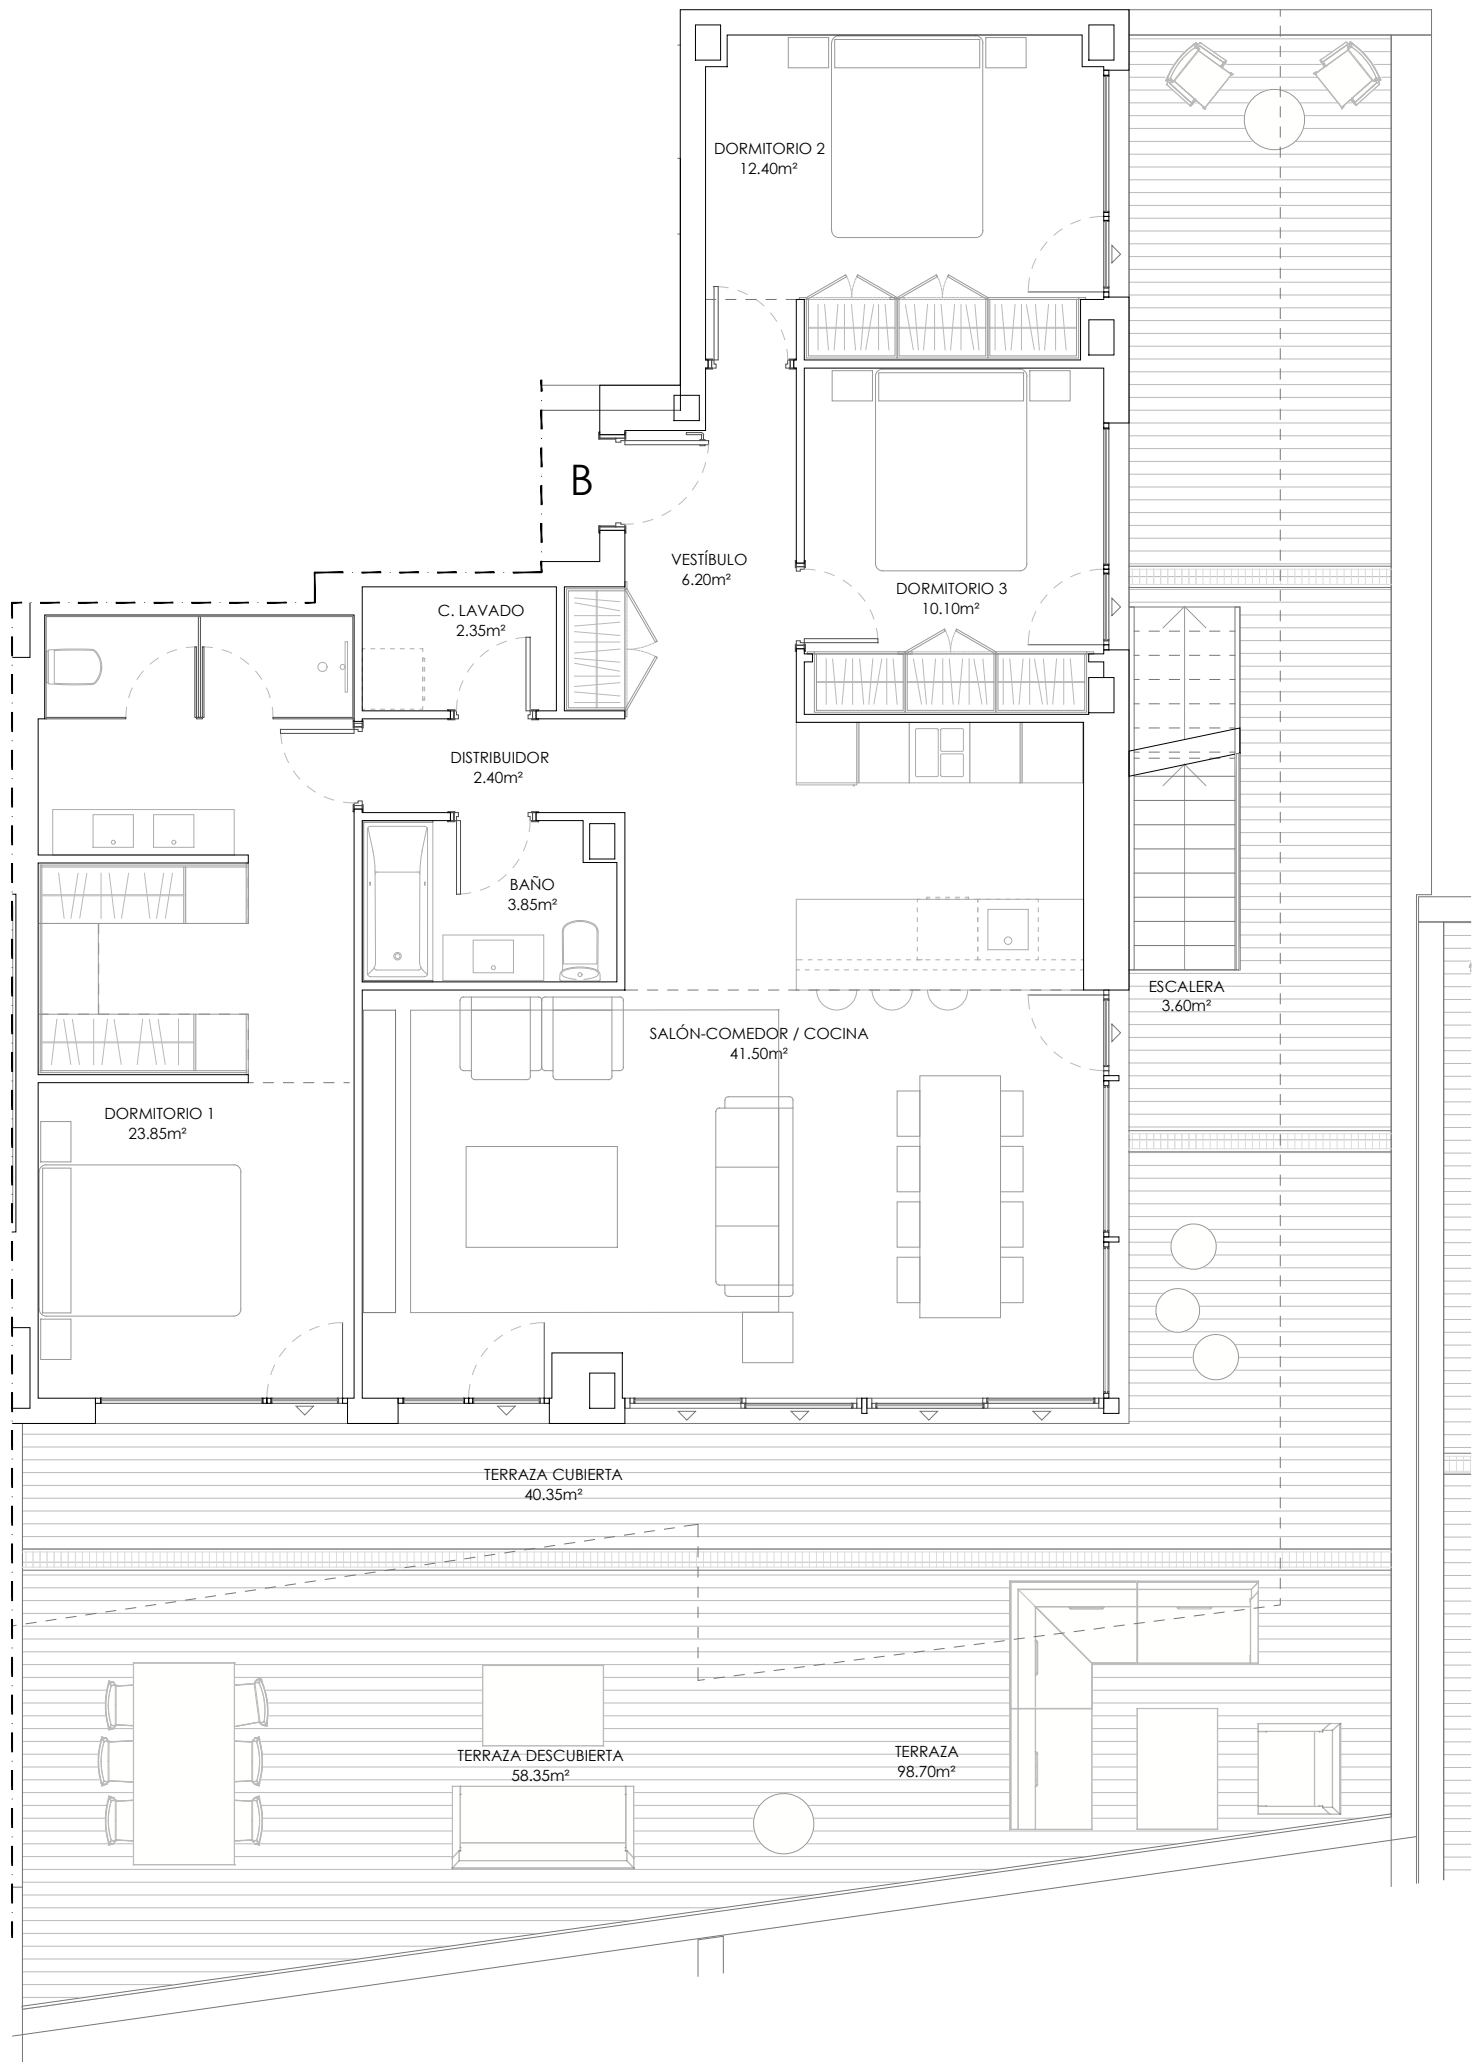 DORMITORIO 2
12.40m²
B
VESTÍBULO
6.20m²
DORMITORIO 3
10.10m²
C. LAVADO
2.35m²
DISTRIBUIDOR
2.40m²
BAÑO
3.85m²
ESCALERA
3.60m²
SALÓN-COMEDOR / COCINA
41.50m²
DORMITORIO 1
23.85m²
TERRAZA CUBIERTA
40.35m²
TERRAZA DESCUBIERTA
58.35m²
TERRAZA
98.70m²